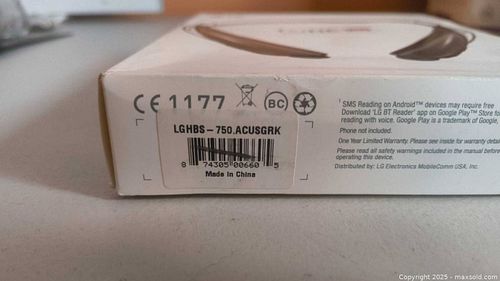 CE 1177 BC
LGHBS-750.ACUSGRK
8 74305 00660 5
Made in China
1 SMS Reading on Android™ devices may require free
Download 'LG BT Reader' app on Google Play™ Store fo
reading with voice. Google Play is a trademark of Google,
Phone not included.
One Year Limited Warranty. Please see inside for warranty detai
Please read all safety warnings included in the manual before
operating this device.
Distributed by: LG Electronics MobileComm USA, Inc.
Copyright © 2025 - maxsold.com